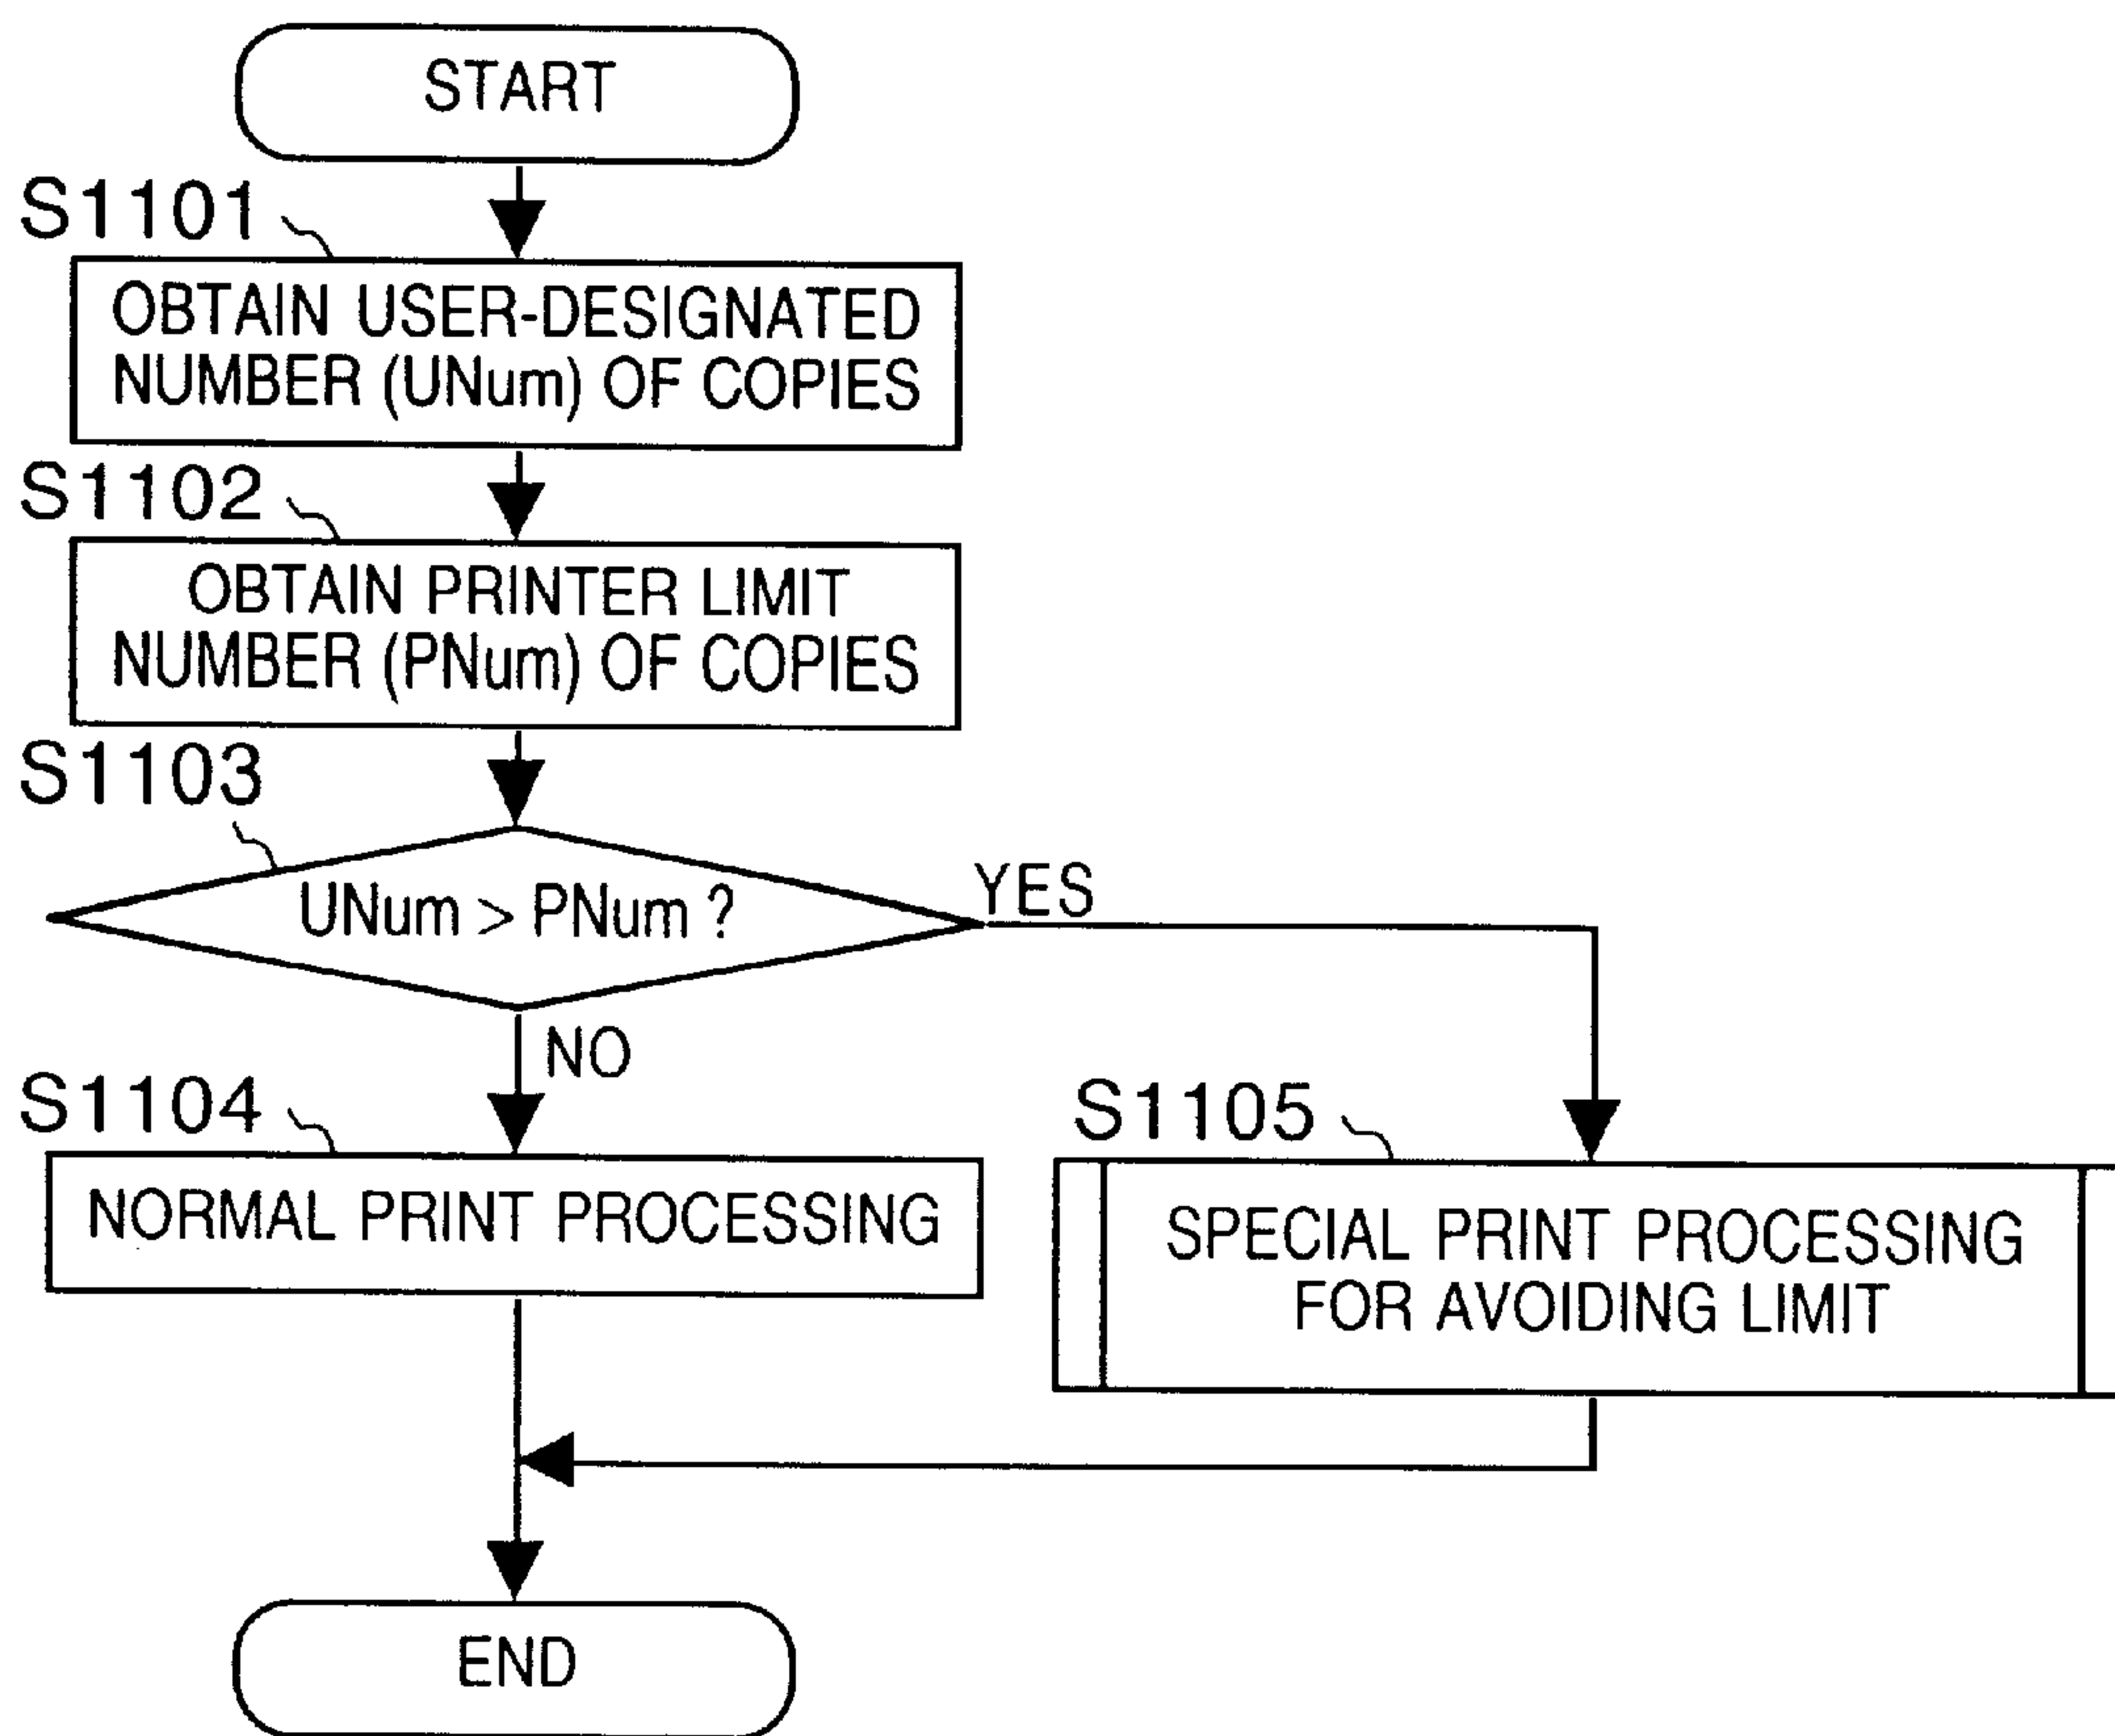 START
S1101
OBTAIN USER-DESIGNATED
NUMBER (UNum) OF COPIES
S1102
OBTAIN PRINTER LIMIT
NUMBER (PNum) OF COPIES
S1103
UNum > PNum ?
YES
NO
S1104
NORMAL PRINT PROCESSING
S1105
SPECIAL PRINT PROCESSING
FOR AVOIDING LIMIT
END